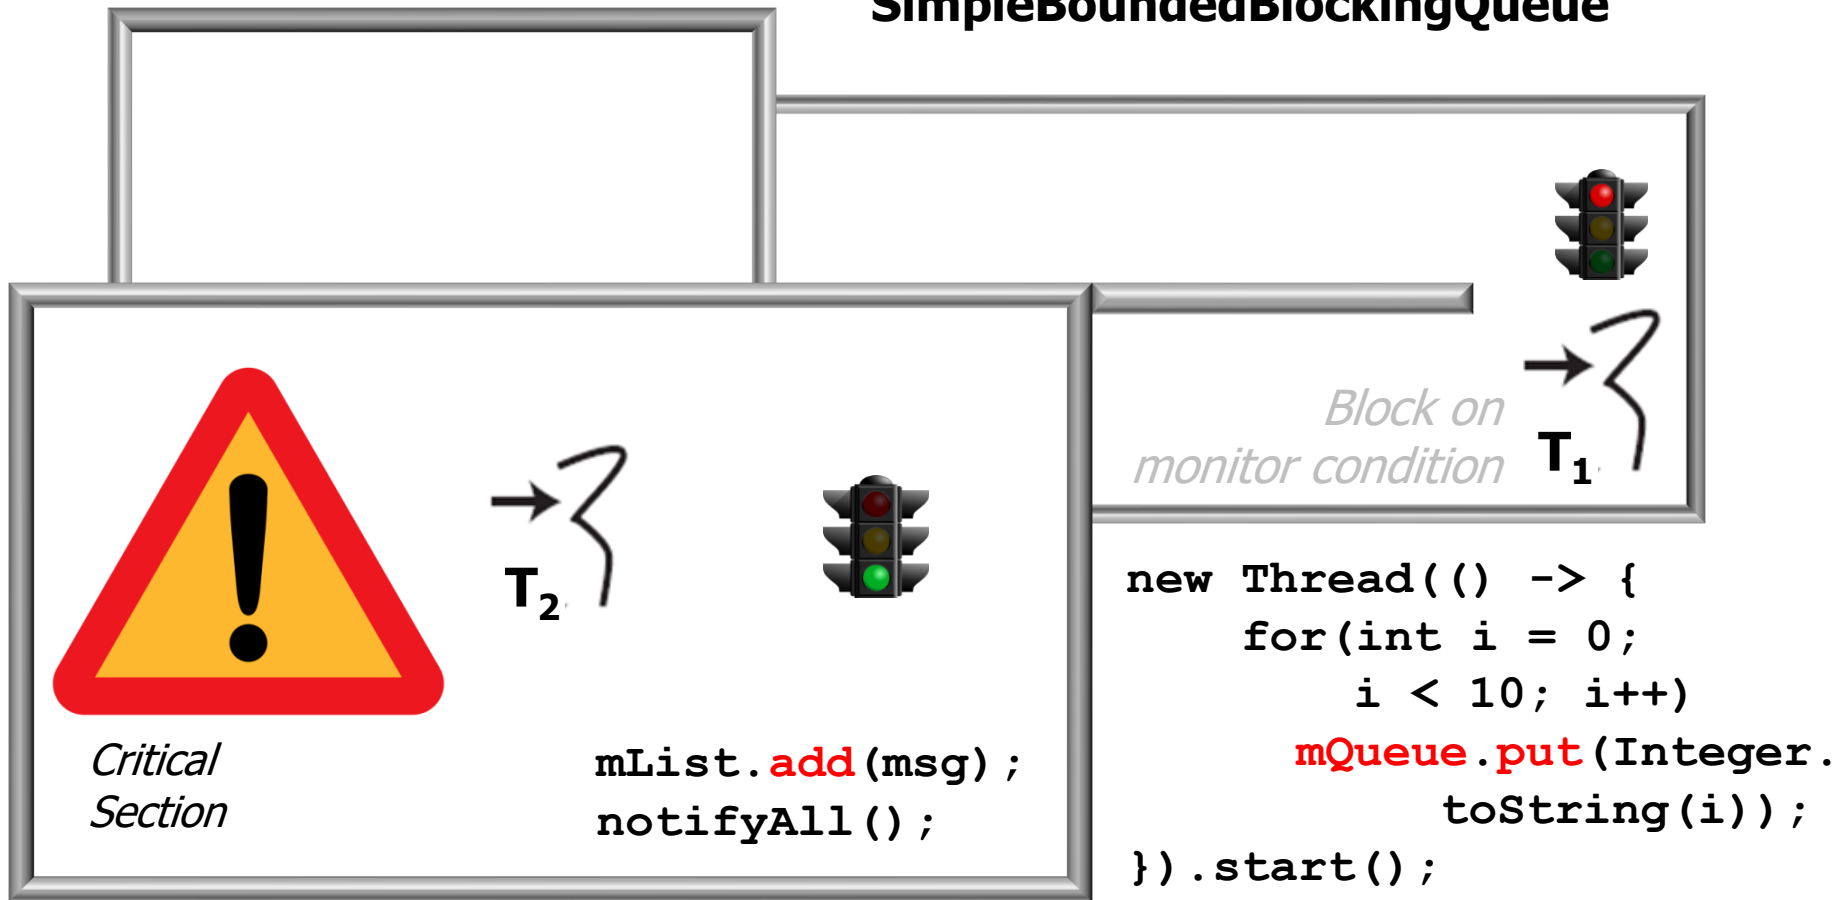 SimpleBoundedBlockingQueue
Block on
monitor condition
T1
T2
Critical
Section
mList.add(msg);
notifyAll();
new Thread(() -> {
for(int i = 0;
i < 10; i++)
mQueue.put(Integer.
toString(i));
}).start();